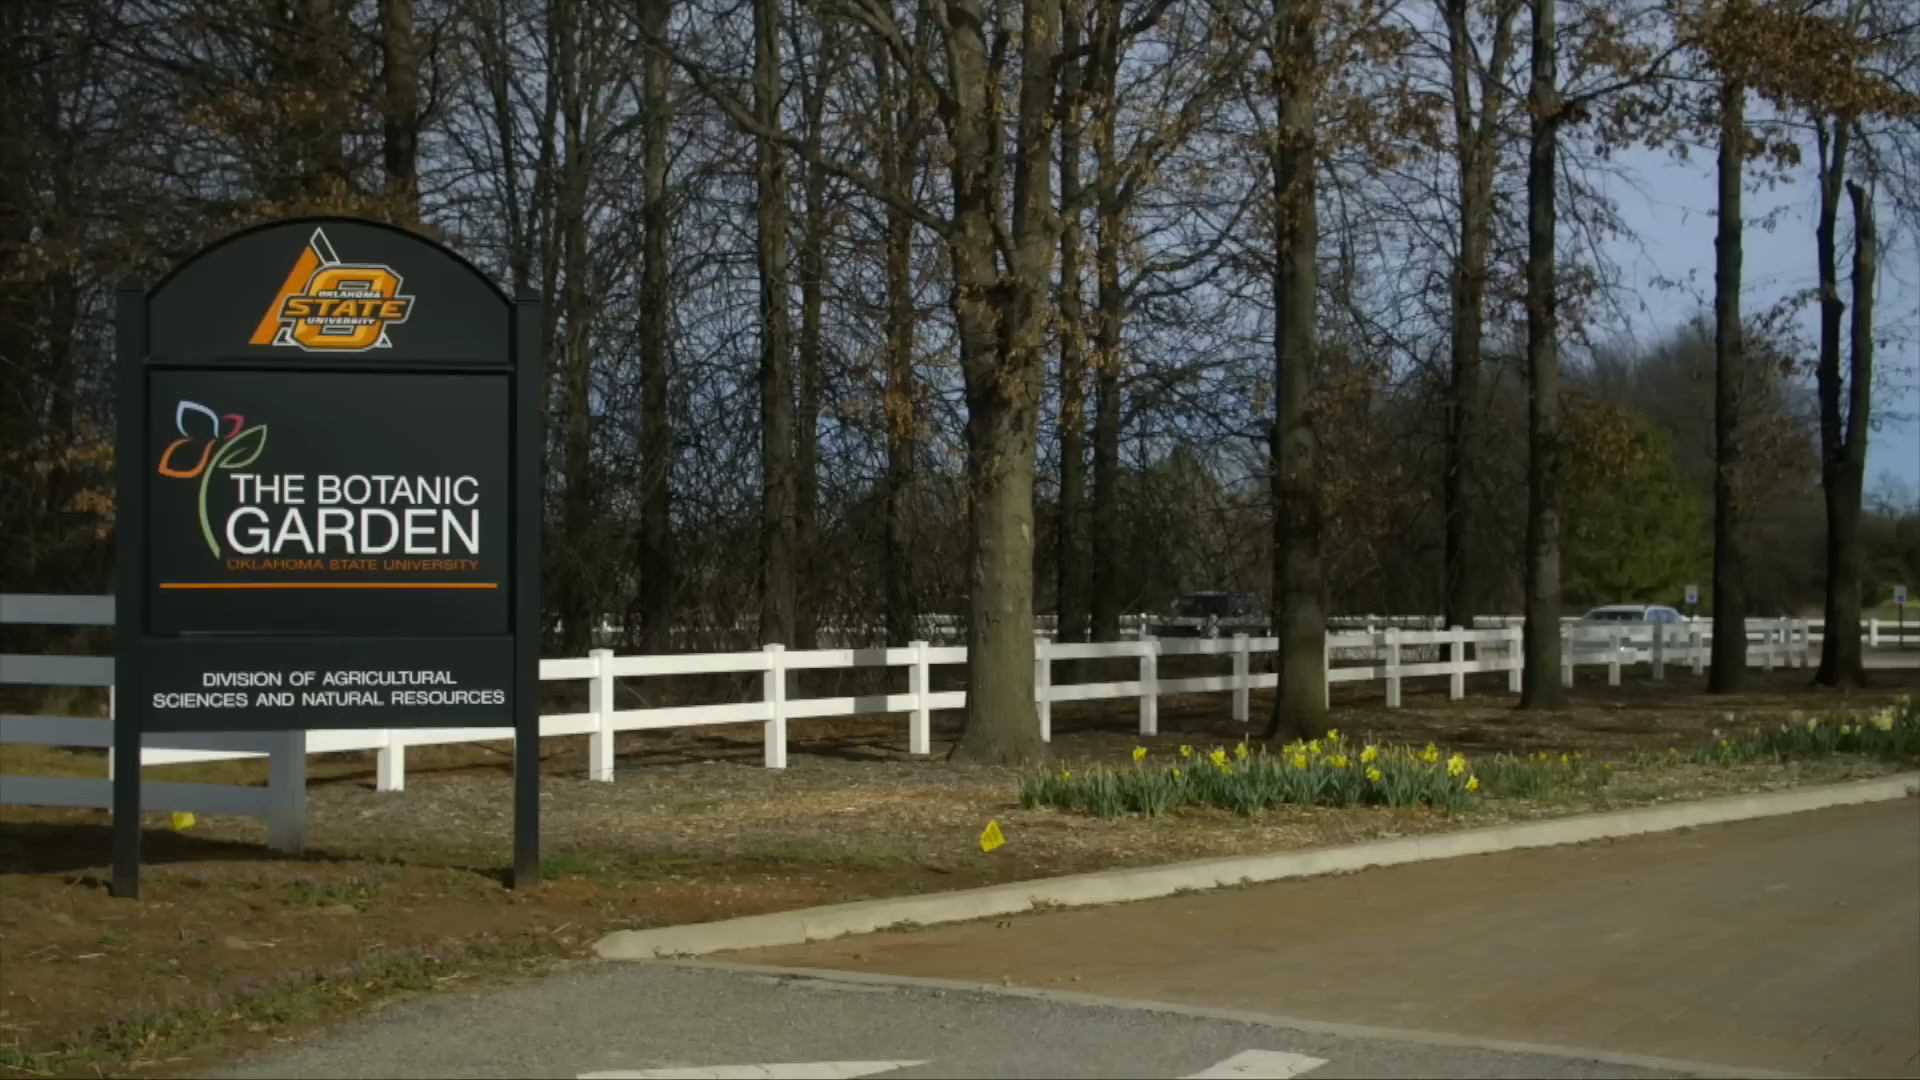 OKLAHOMA
STATE
UNIVERSITY
THE BOTANIC
GARDEN
OKLAHOMA STATE UNIVERSITY
DIVISION OF AGRICULTURAL
SCIENCES AND NATURAL RESOURCES